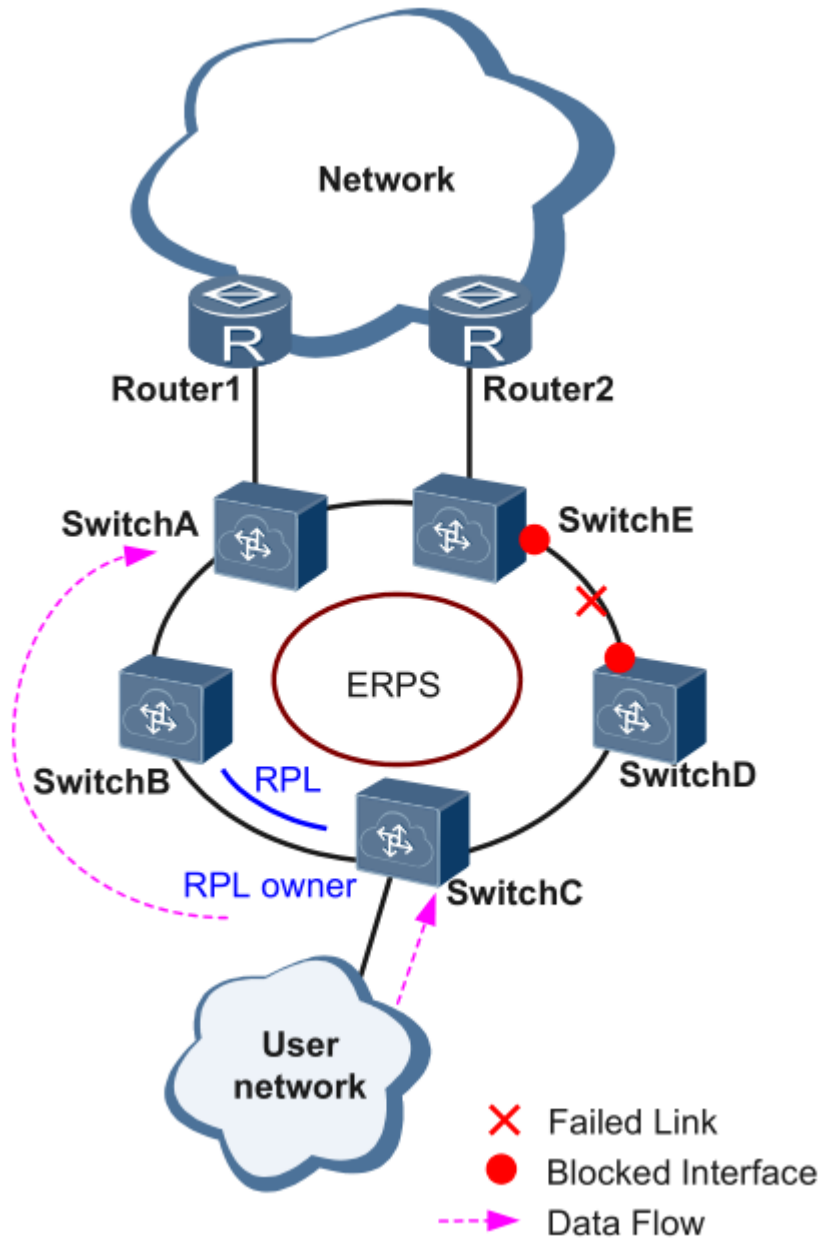 Network
R
R
Router1
Router2
SwitchA
SwitchE
ERPS
SwitchB
RPL
SwitchD
RPL owner
SwitchC
User
network
Failed Link
Blocked Interface
Data Flow